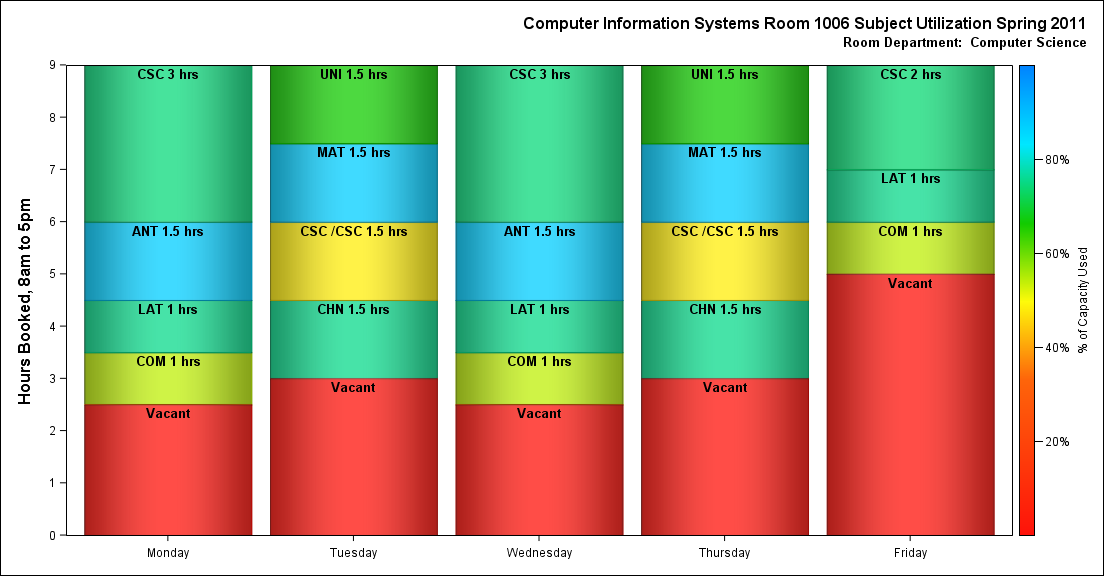 Computer Information Systems Room 1006 Subject Utilization Spring 2011
Room Department: Computer Science
Hours Booked, 8am to 5pm
9
8
7
6
5
4
3
2
1
0
CSC 3 hrs
ANT 1.5 hrs
LAT 1 hrs
COM 1 hrs
Vacant
Monday
UNI 1.5 hrs
MAT 1.5 hrs
CSC /CSC 1.5 hrs
CHN 1.5 hrs
Vacant
Tuesday
CSC 3 hrs
ANT 1.5 hrs
LAT 1 hrs
COM 1 hrs
Vacant
Wednesday
UNI 1.5 hrs
MAT 1.5 hrs
CSC /CSC 1.5 hrs
CHN 1.5 hrs
Vacant
Thursday
CSC 2 hrs
LAT 1 hrs
COM 1 hrs
Vacant
Friday
80%
60%
40%
20%
% of Capacity Used